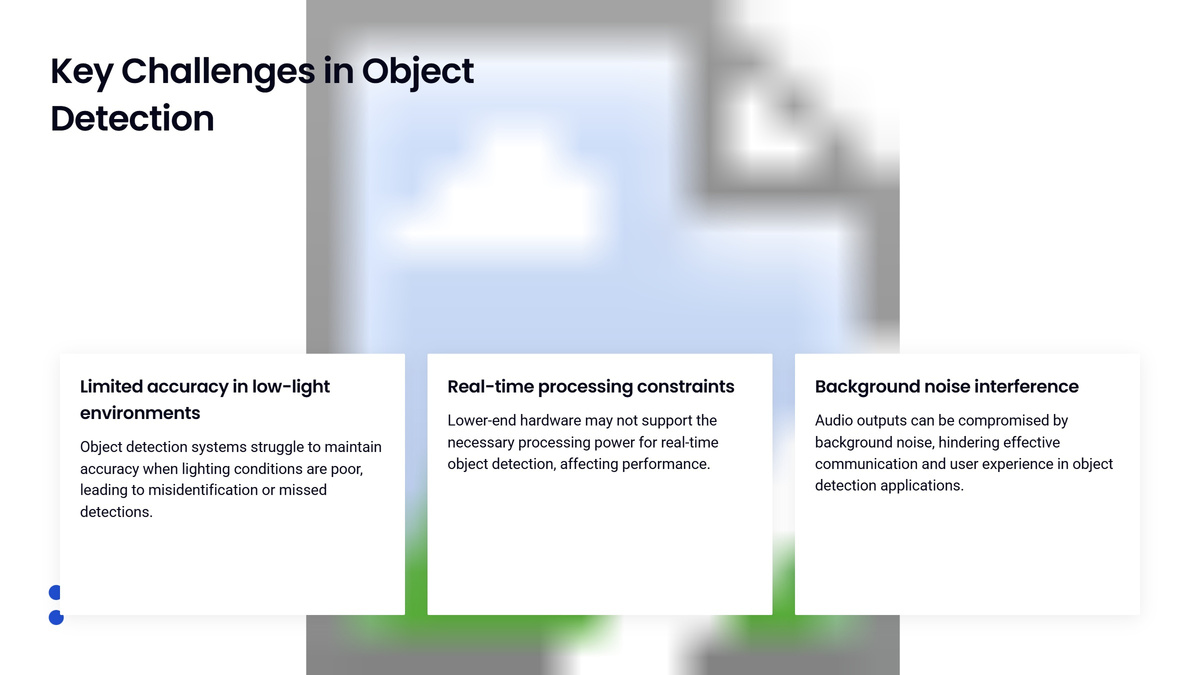 Key Challenges in Object
Detection
Limited accuracy in low-light
environments
Object detection systems struggle to maintain
accuracy when lighting conditions are poor,
leading to misidentification or missed
detections.
Real-time processing constraints
Lower-end hardware may not support the
necessary processing power for real-time
object detection, affecting performance.
Background noise interference
Audio outputs can be compromised by
background noise, hindering effective
communication and user experience in object
detection applications.